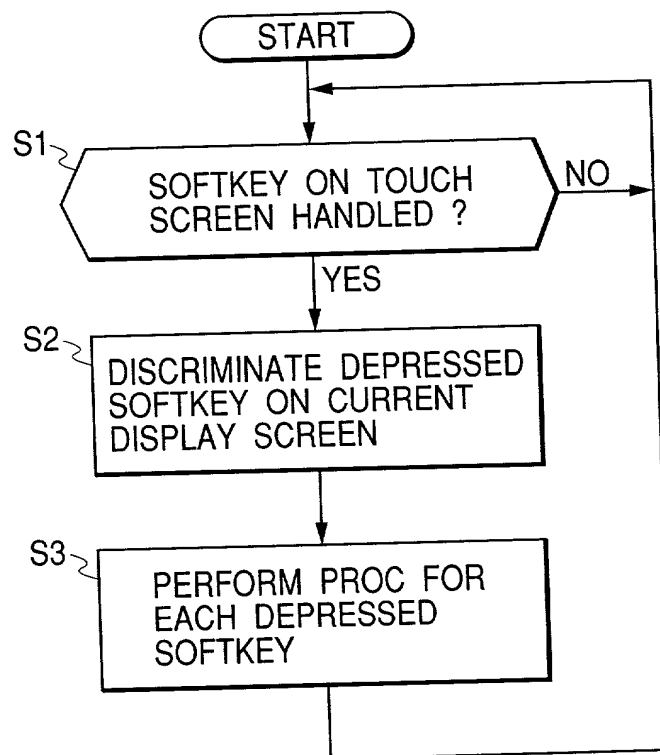 START
S1
SOFTKEY ON TOUCH
SCREEN HANDLED ?
NO
YES
S2
DISCRIMINATE DEPRESSED
SOFTKEY ON CURRENT
DISPLAY SCREEN
S3
PERFORM PROC FOR
EACH DEPRESSED
SOFTKEY